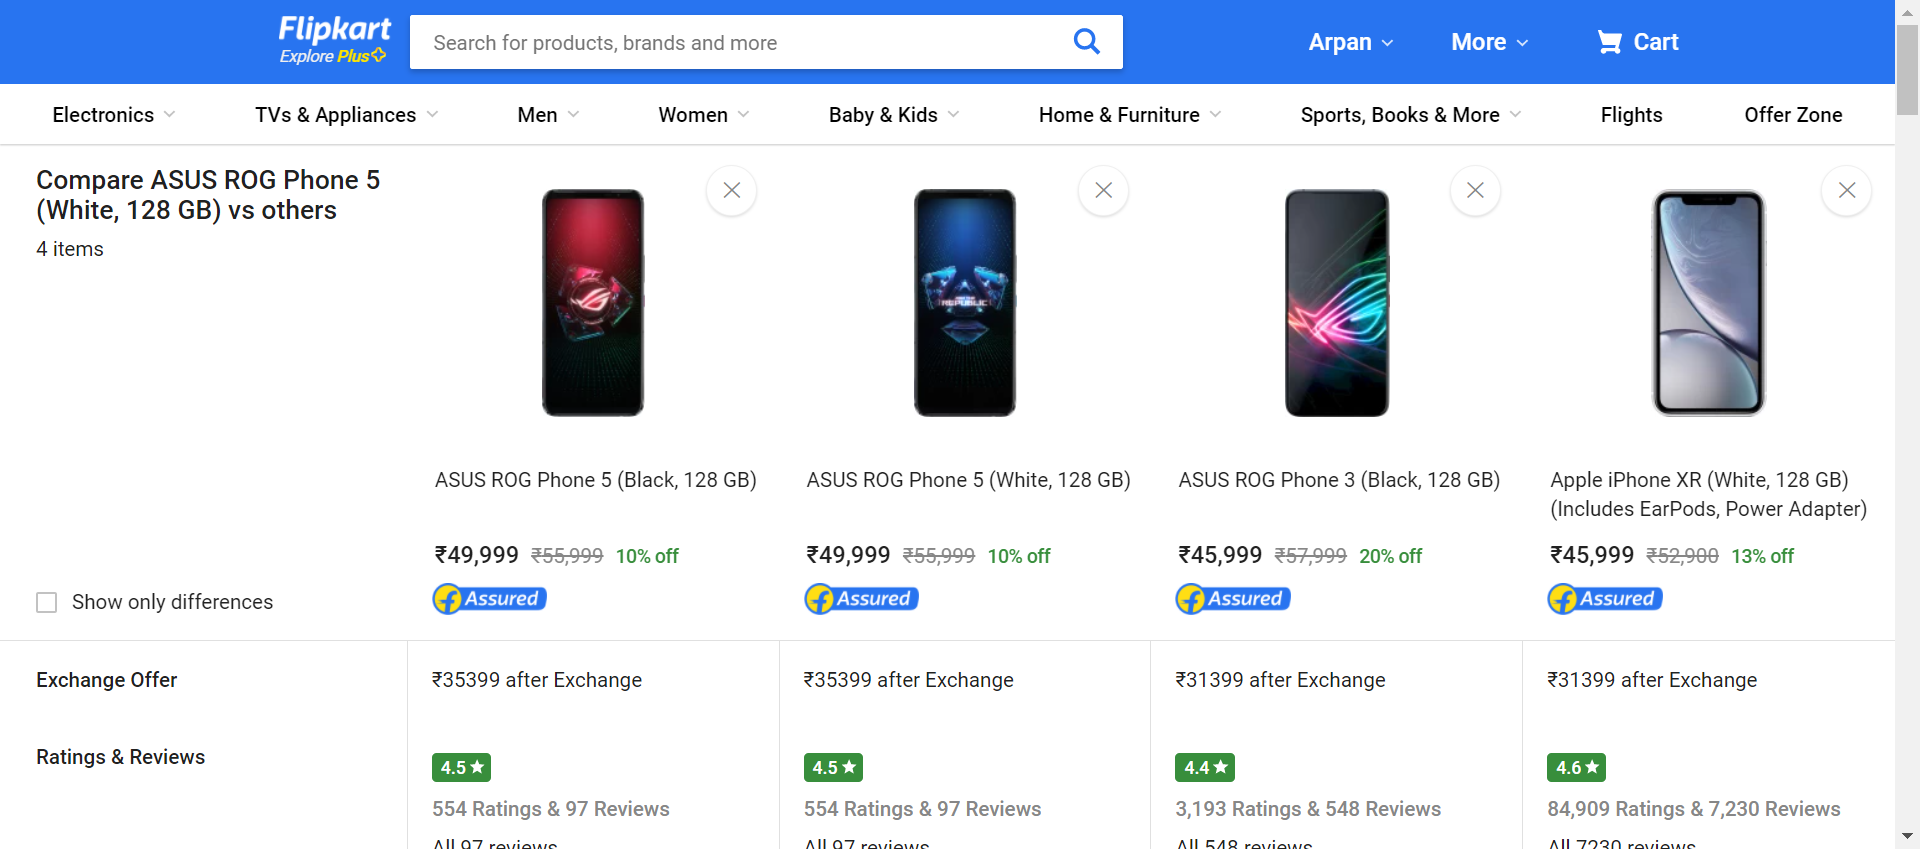 Flipkart
Explore Plus
Search for products, brands and more
Arpan
More
Cart
Electronics
TVs & Appliances
Men
Women
Baby & Kids
Home & Furniture
Sports, Books & More
Flights
Offer Zone
Compare ASUS ROG Phone 5
(White, 128 GB) vs others
4 items
REPUBLIC
ASUS ROG Phone 5 (Black, 128 GB)
ASUS ROG Phone 5 (White, 128 GB)
ASUS ROG Phone 3 (Black, 128 GB)
Apple iPhone XR (White, 128 GB)
(Includes EarPods, Power Adapter)
₹49,999 ₹55,999 10% off
₹49,999 ₹55,999 10% off
₹45,999 ₹57,999 20% off
₹45,999 ₹52,900 13% off
Show only differences
f Assured
f Assured
f Assured
f Assured
Exchange Offer
₹35399 after Exchange
₹35399 after Exchange
₹31399 after Exchange
₹31399 after Exchange
Ratings & Reviews
4.5
4.5
4.4
4.6
554 Ratings & 97 Reviews
554 Ratings & 97 Reviews
3,193 Ratings & 548 Reviews
84,909 Ratings & 7,230 Reviews
All 97 reviews
All 97 reviews
All 548 reviews
All 7230 reviews